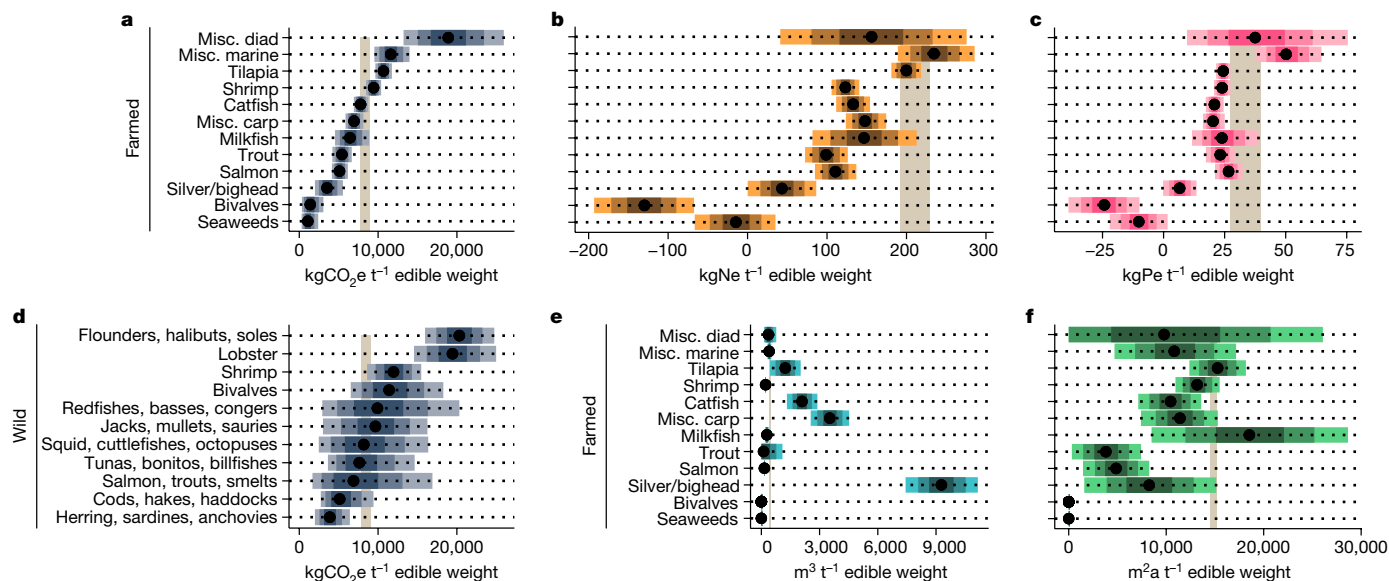 a
Farmed
Misc. diad
Misc. marine
Tilapia
Shrimp
Catfish
Misc. carp
Milkfish
Trout
Salmon
Silver/bighead
Bivalves
Seaweeds
0 10,000 20,000
kgCO₂e t⁻¹ edible weight
b
−200 −100 0 100 200 300
kgNe t⁻¹ edible weight
c
−25 0 25 50 75
kgPe t⁻¹ edible weight
d
Wild
Flounders, halibuts, soles
Lobster
Shrimp
Bivalves
Redfishes, basses, congers
Jacks, mullets, sauries
Squid, cuttlefishes, octopuses
Tunas, bonitos, billfishes
Salmon, trouts, smelts
Cods, hakes, haddocks
Herring, sardines, anchovies
0 10,000 20,000
kgCO₂e t⁻¹ edible weight
e
Farmed
Misc. diad
Misc. marine
Tilapia
Shrimp
Catfish
Misc. carp
Milkfish
Trout
Salmon
Silver/bighead
Bivalves
Seaweeds
0 3,000 6,000 9,000
m³ t⁻¹ edible weight
f
0 10,000 20,000 30,000
m²a t⁻¹ edible weight